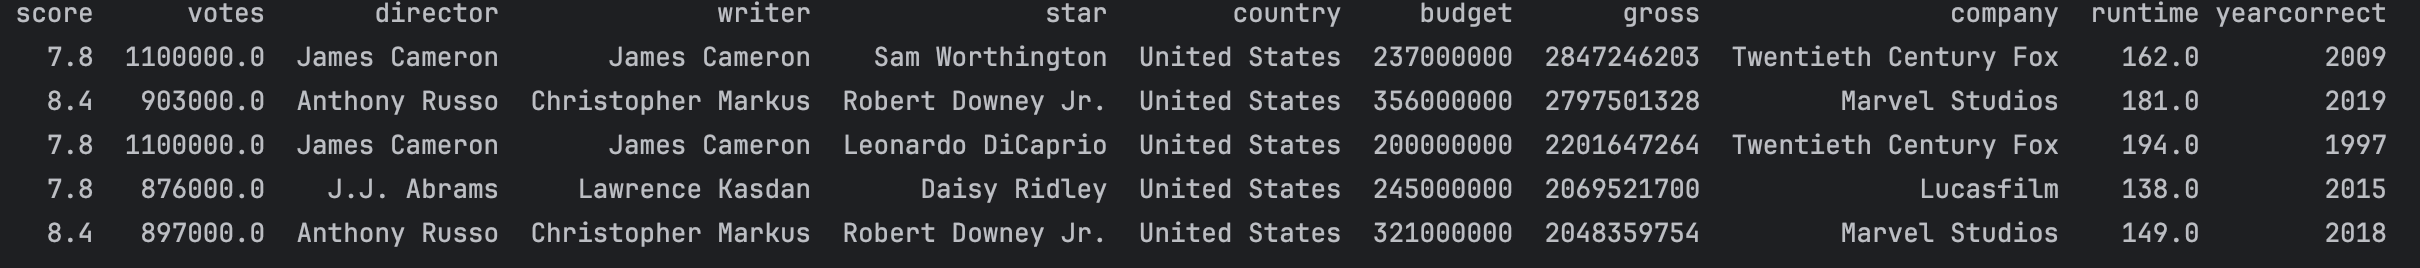 score votes director writer star country budget gross company runtime yearcorrect
7.8 1100000.0 James Cameron James Cameron Sam Worthington United States 237000000 2847246203 Twentieth Century Fox 162.0 2009
8.4 903000.0 Anthony Russo Christopher Markus Robert Downey Jr. United States 356000000 2797501328 Marvel Studios 181.0 2019
7.8 1100000.0 James Cameron James Cameron Leonardo DiCaprio United States 200000000 2201647264 Twentieth Century Fox 194.0 1997
7.8 876000.0 J.J. Abrams Lawrence Kasdan Daisy Ridley United States 245000000 2069521700 Lucasfilm 138.0 2015
8.4 897000.0 Anthony Russo Christopher Markus Robert Downey Jr. United States 321000000 2048359754 Marvel Studios 149.0 2018